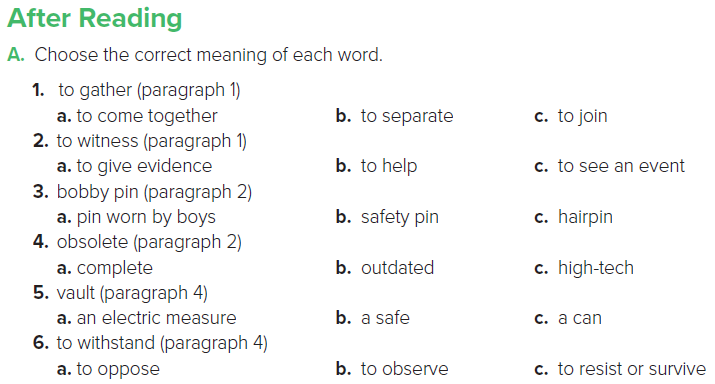 After Reading
A. Choose the correct meaning of each word.
1. to gather (paragraph 1)
a. to come together b. to separate c. to join
2. to witness (paragraph 1)
a. to give evidence b. to help c. to see an event
3. bobby pin (paragraph 2)
a. pin worn by boys b. safety pin c. hairpin
4. obsolete (paragraph 2)
a. complete b. outdated c. high-tech
5. vault (paragraph 4)
a. an electric measure b. a safe c. a can
6. to withstand (paragraph 4)
a. to oppose b. to observe c. to resist or survive